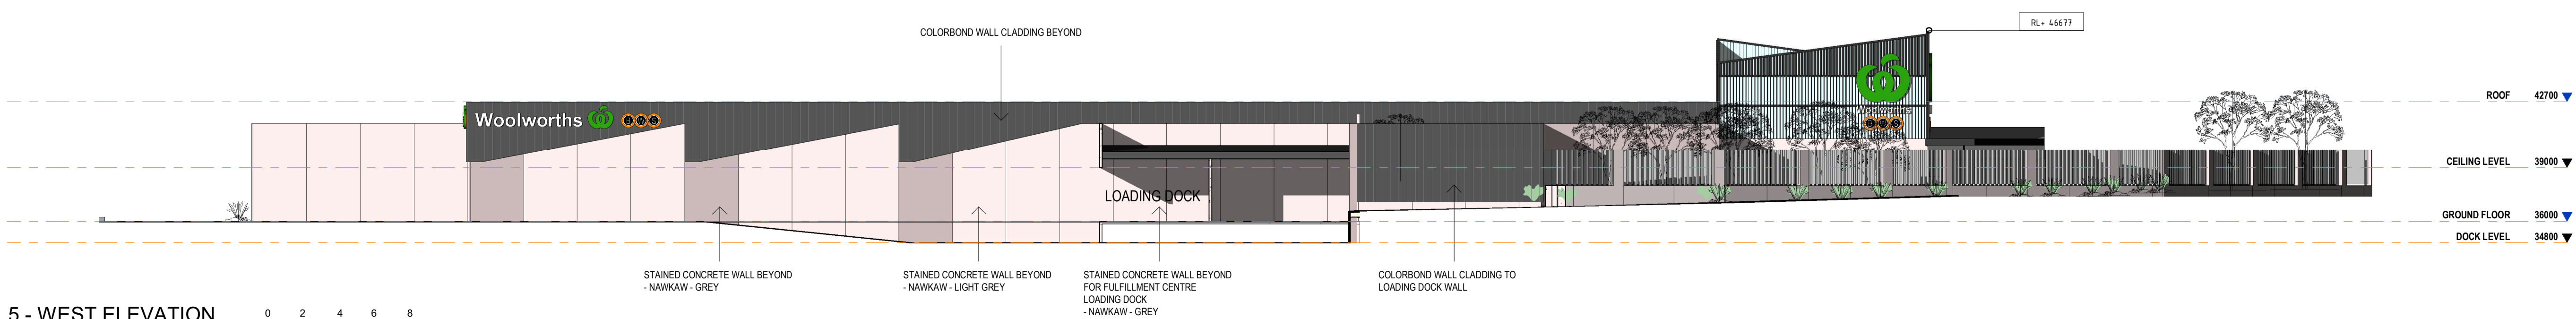 RL+ 46677
COLORBOND WALL CLADDING BEYOND
ROOF 42700
Woolworths BWS
Woolworths
BWS
CEILING LEVEL 39000
LOADING DOCK
GROUND FLOOR 36000
DOCK LEVEL 34800
STAINED CONCRETE WALL BEYOND
- NAWKAW - GREY
STAINED CONCRETE WALL BEYOND
- NAWKAW - LIGHT GREY
STAINED CONCRETE WALL BEYOND
FOR FULFILLMENT CENTRE
LOADING DOCK
- NAWKAW - GREY
COLORBOND WALL CLADDING TO
LOADING DOCK WALL
5 - WEST ELEVATION
0 2 4 6 8